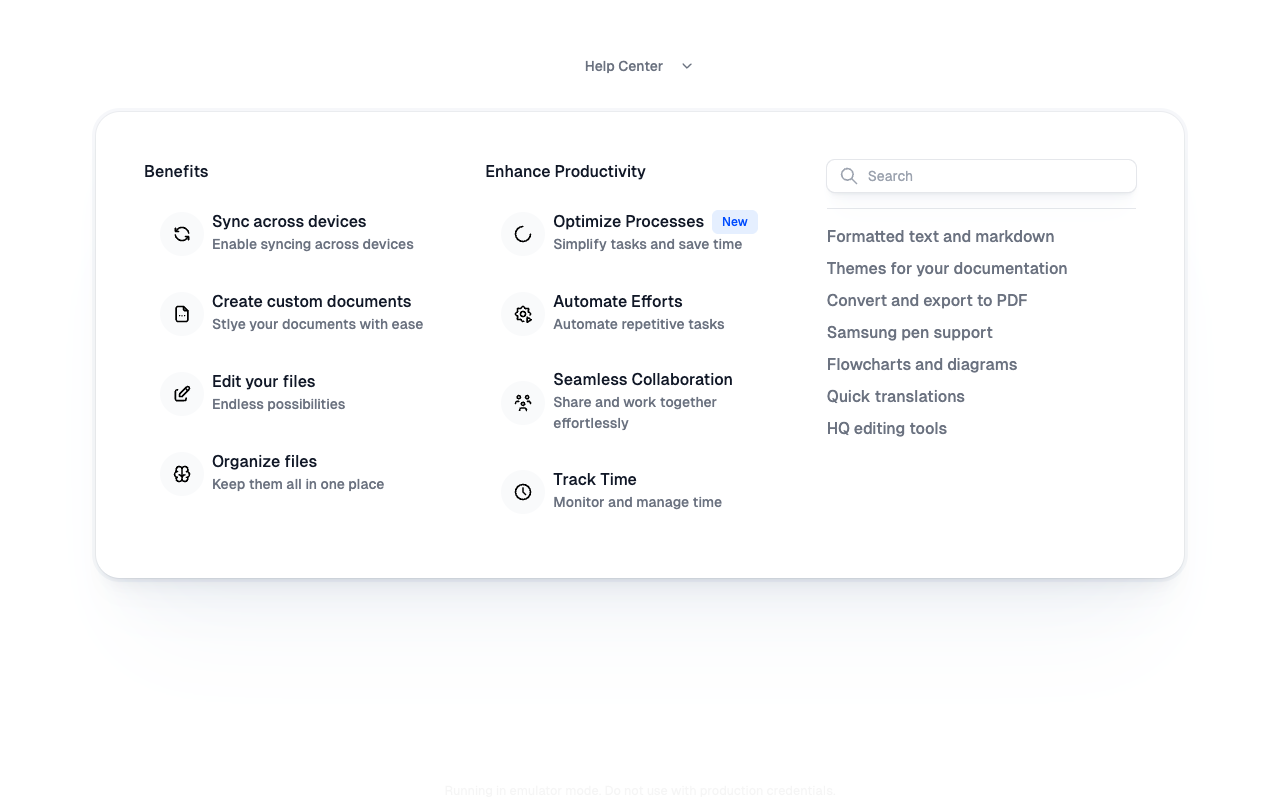 Help Center
Benefits
Sync across devices
Enable syncing across devices
Create custom documents
Stlye your documents with ease
Edit your files
Endless possibilities
Organize files
Keep them all in one place
Enhance Productivity
Optimize Processes New
Simplify tasks and save time
Automate Efforts
Automate repetitive tasks
Seamless Collaboration
Share and work together
effortlessly
Track Time
Monitor and manage time
Search
Formatted text and markdown
Themes for your documentation
Convert and export to PDF
Samsung pen support
Flowcharts and diagrams
Quick translations
HQ editing tools
Running in emulator mode. Do not use with production credentials.